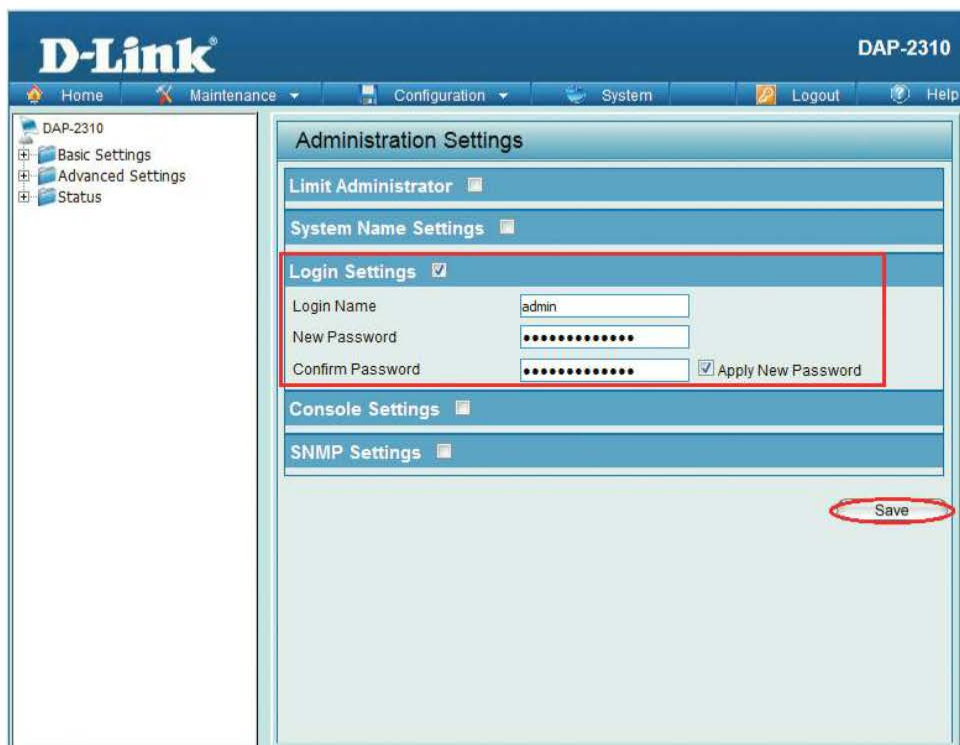 D-Link®
DAP-2310
Home Maintenance Configuration System Logout Help
DAP-2310
Basic Settings
Advanced Settings
Status
Administration Settings
Limit Administrator
System Name Settings
Login Settings
Login Name admin
New Password •••••••••••••
Confirm Password ••••••••••••• Apply New Password
Console Settings
SNMP Settings
Save